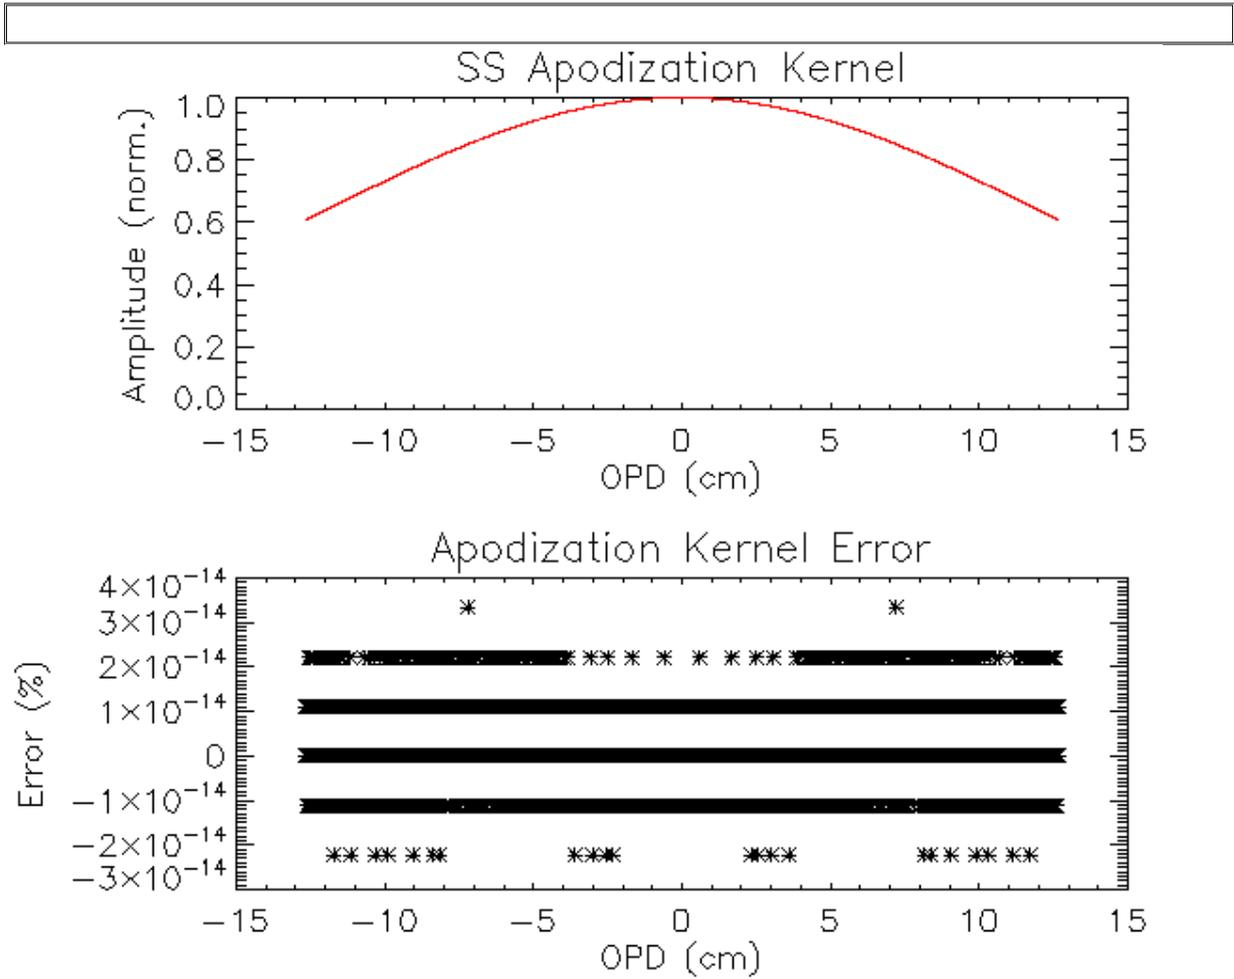 SS Apodization Kernel
Amplitude (norm.)
1.0
0.8
0.6
0.4
0.2
0.0
−15 −10 −5 0 5 10 15
OPD (cm)
Apodization Kernel Error
Error (%)
4×10⁻¹⁴
3×10⁻¹⁴
2×10⁻¹⁴
1×10⁻¹⁴
0
−1×10⁻¹⁴
−2×10⁻¹⁴
−3×10⁻¹⁴
−15 −10 −5 0 5 10 15
OPD (cm)